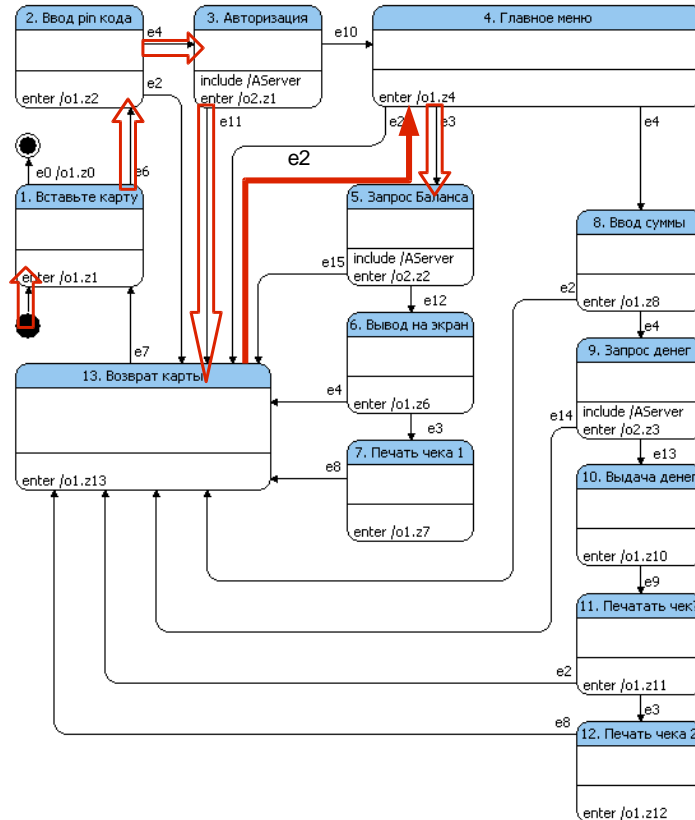 2. Ввод pin кода
enter /o1.z2
e4
3. Авторизация
include /AServer
enter /o2.z1
e10
4. Главное меню
enter /o1.z4
e2
e11
e2
e3
e4
e2
e0 /o1.z0
e6
1. Вставьте карту
enter /o1.z1
5. Запрос Баланса
include /AServer
enter /o2.z2
e15
e12
8. Ввод суммы
enter /o1.z8
e2
e4
6. Вывод на экран
enter /o1.z6
e4
e3
9. Запрос денег
include /AServer
enter /o2.z3
e14
e13
e7
13. Возврат карты
enter /o1.z13
7. Печать чека 1
enter /o1.z7
e8
10. Выдача денег
enter /o1.z10
e9
11. Печатать чек?
enter /o1.z11
e2
e3
12. Печать чека 2
enter /o1.z12
e8